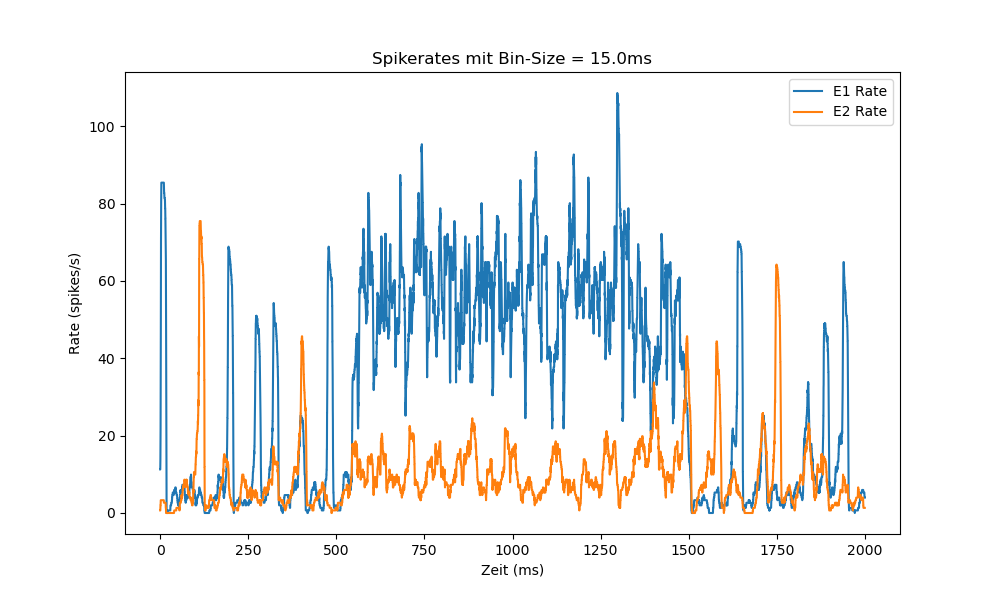 Spikerates mit Bin-Size = 15.0ms
E1 Rate
E2 Rate
100
80
60
40
20
0
Rate (spikes/s)
0 250 500 750 1000 1250 1500 1750 2000
Zeit (ms)